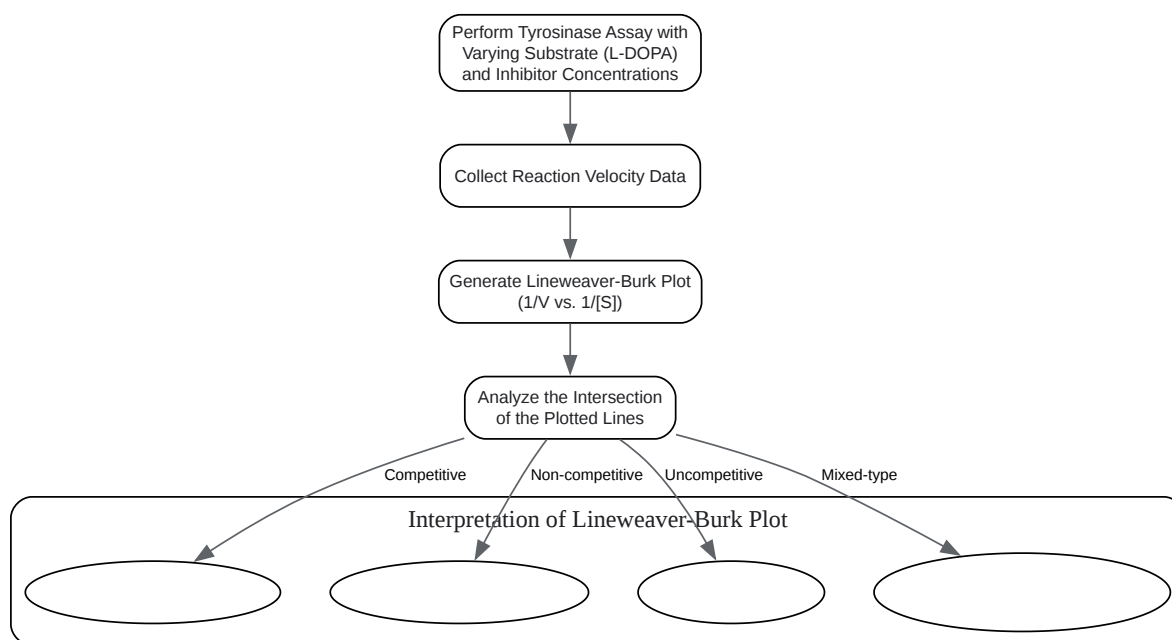 Perform Tyrosinase Assay with
Varying Substrate (L-DOPA)
and Inhibitor Concentrations
Collect Reaction Velocity Data
Generate Lineweaver-Burk Plot
(1/V vs. 1/[S])
Analyze the Intersection
of the Plotted Lines
Competitive
Non-competitive
Uncompetitive
Mixed-type
Interpretation of Lineweaver-Burk Plot